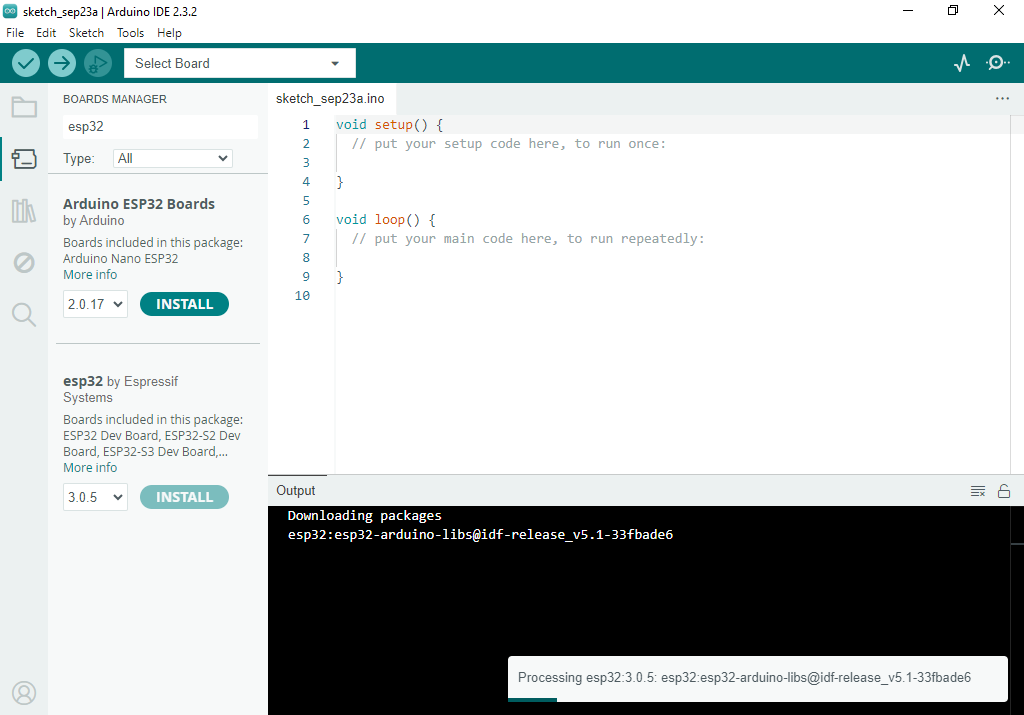 sketch_sep23a | Arduino IDE 2.3.2
File Edit Sketch Tools Help
Select Board
BOARDS MANAGER
esp32
Type: All
Arduino ESP32 Boards
by Arduino
Boards included in this package:
Arduino Nano ESP32
More info
2.0.17 INSTALL
esp32 by Espressif
Systems
Boards included in this package:
ESP32 Dev Board, ESP32-S2 Dev
Board, ESP32-S3 Dev Board,...
More info
3.0.5 INSTALL
sketch_sep23a.ino
1 void setup() {
2 // put your setup code here, to run once:
3
4 }
5
6 void loop() {
7 // put your main code here, to run repeatedly:
8
9 }
10
Output
Downloading packages
esp32:esp32-arduino-libs@idf-release_v5.1-33fbade6
Processing esp32:3.0.5: esp32:esp32-arduino-libs@idf-release_v5.1-33fbade6